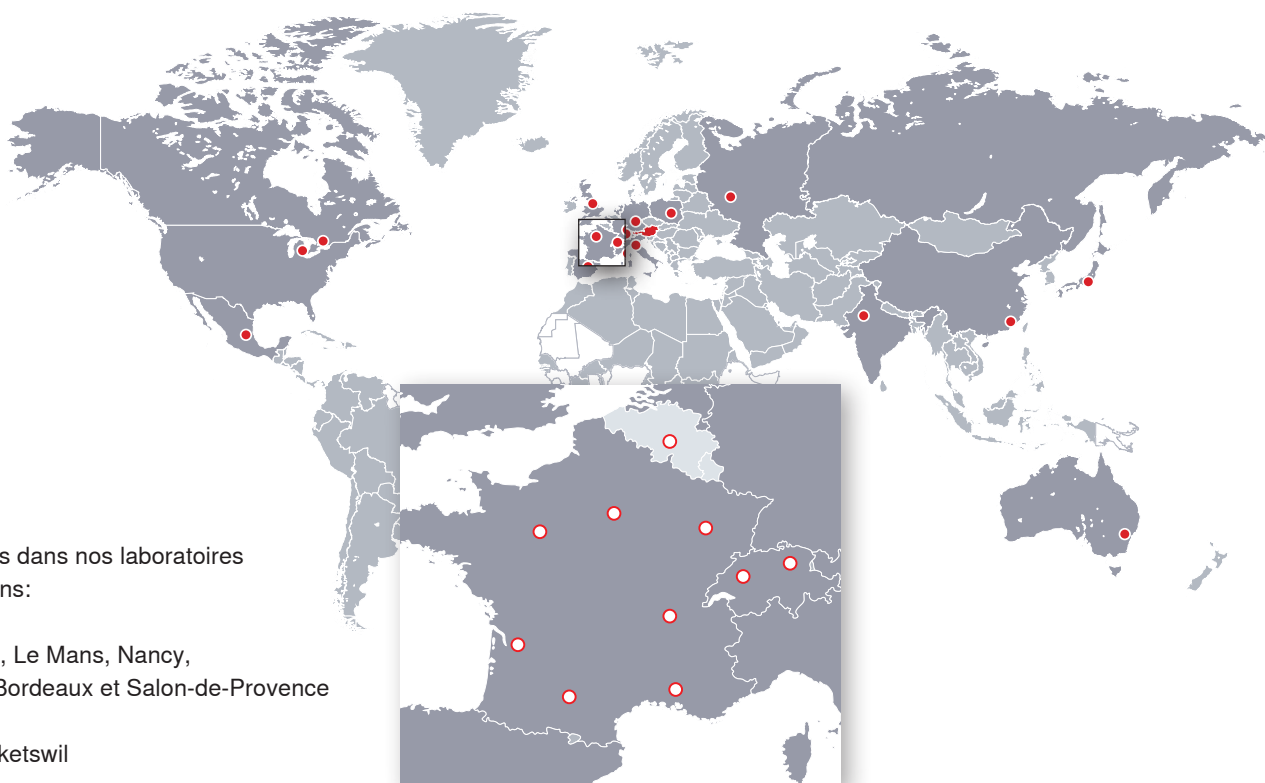 s dans nos laboratoires
ns:
, Le Mans, Nancy,
Bordeaux et Salon-de-Provence
ketswil